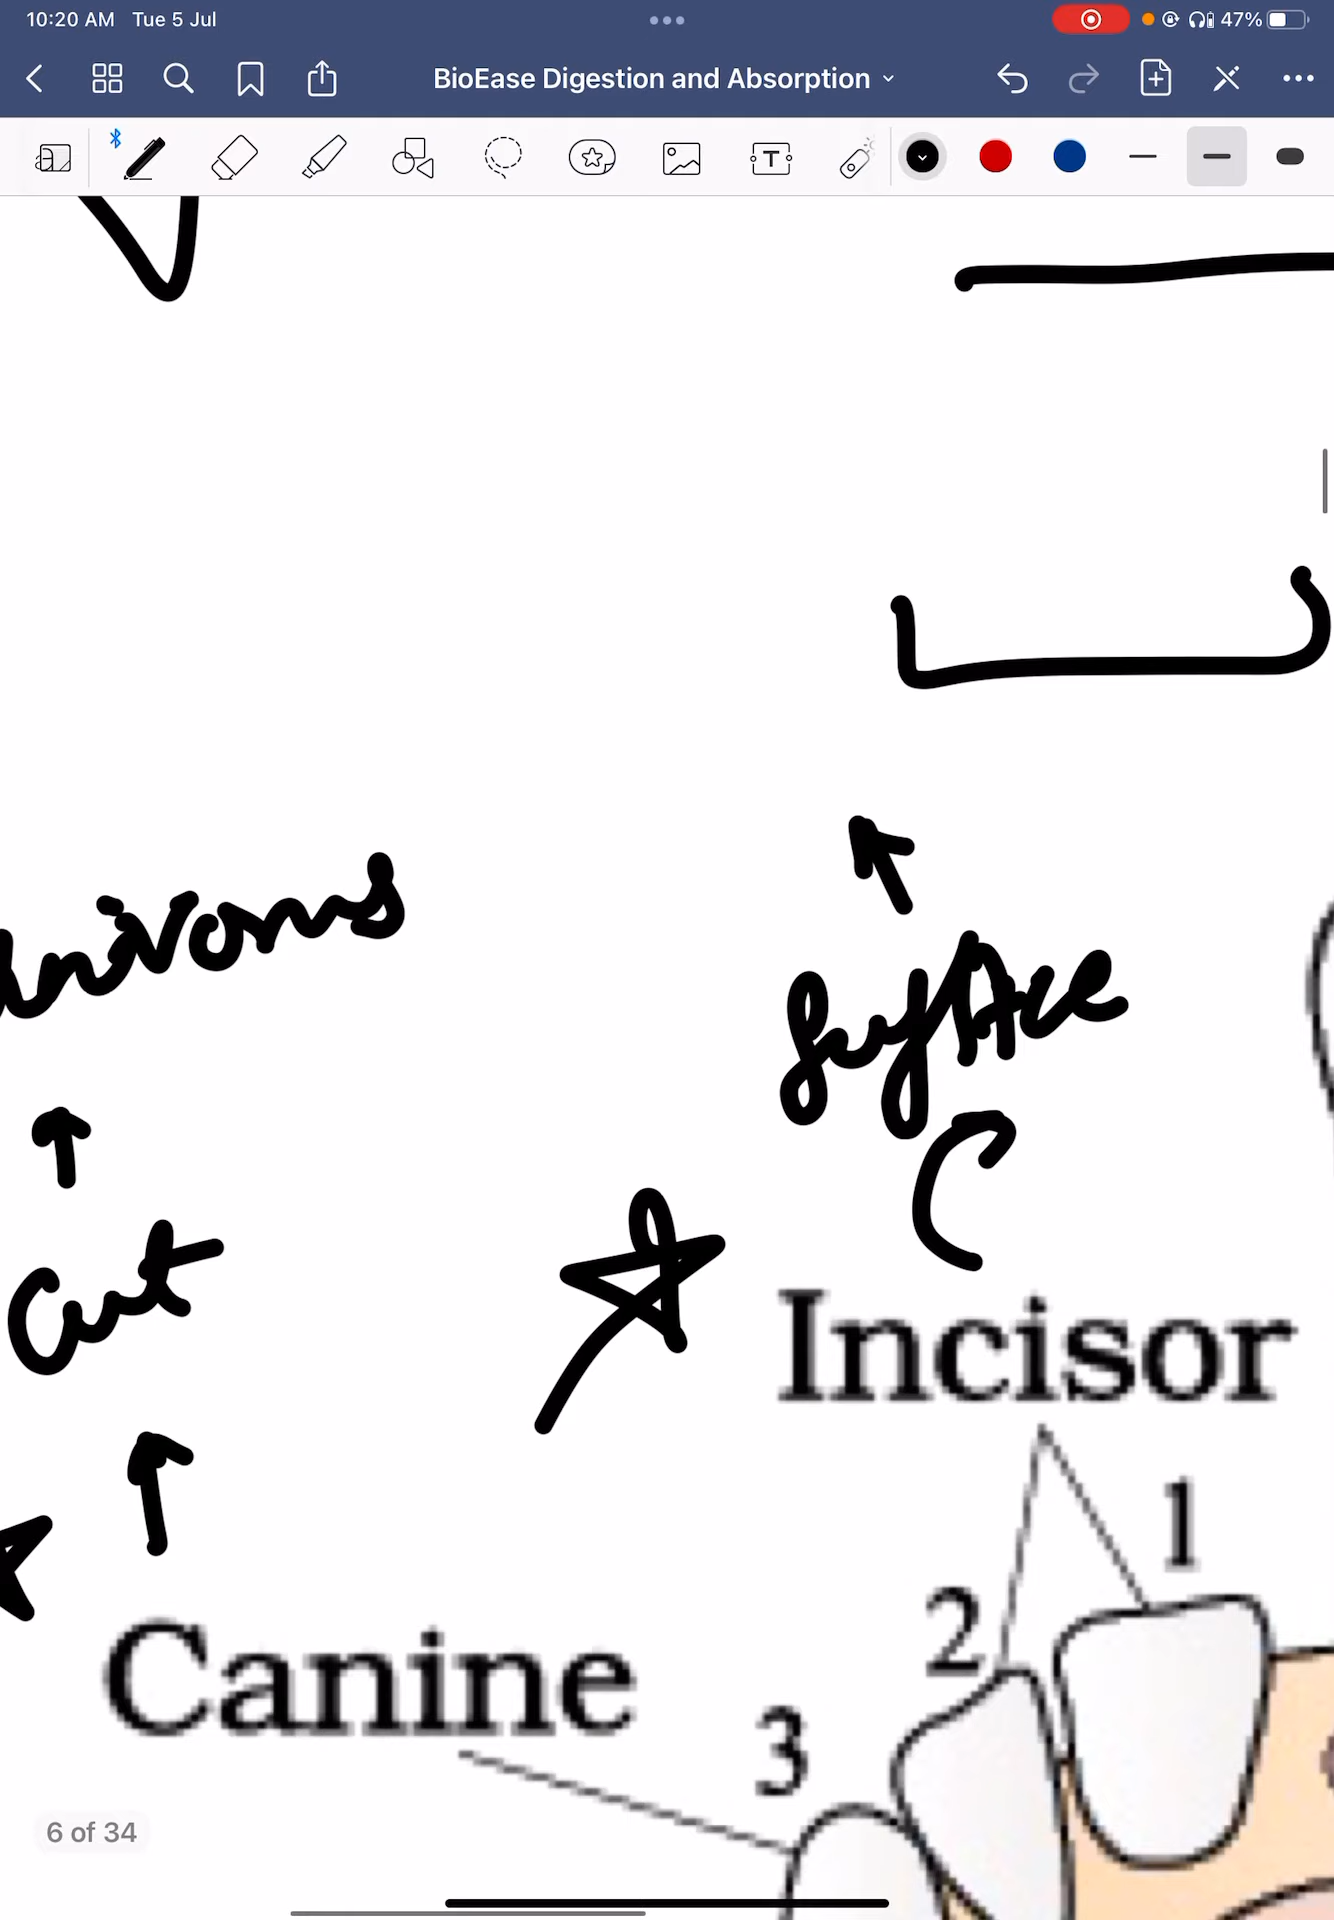 10:20 AM Tue 5 Jul
47%
BioEase Digestion and Absorption
T
Cut
Incisor
1
2
Canine
3
6 of 34